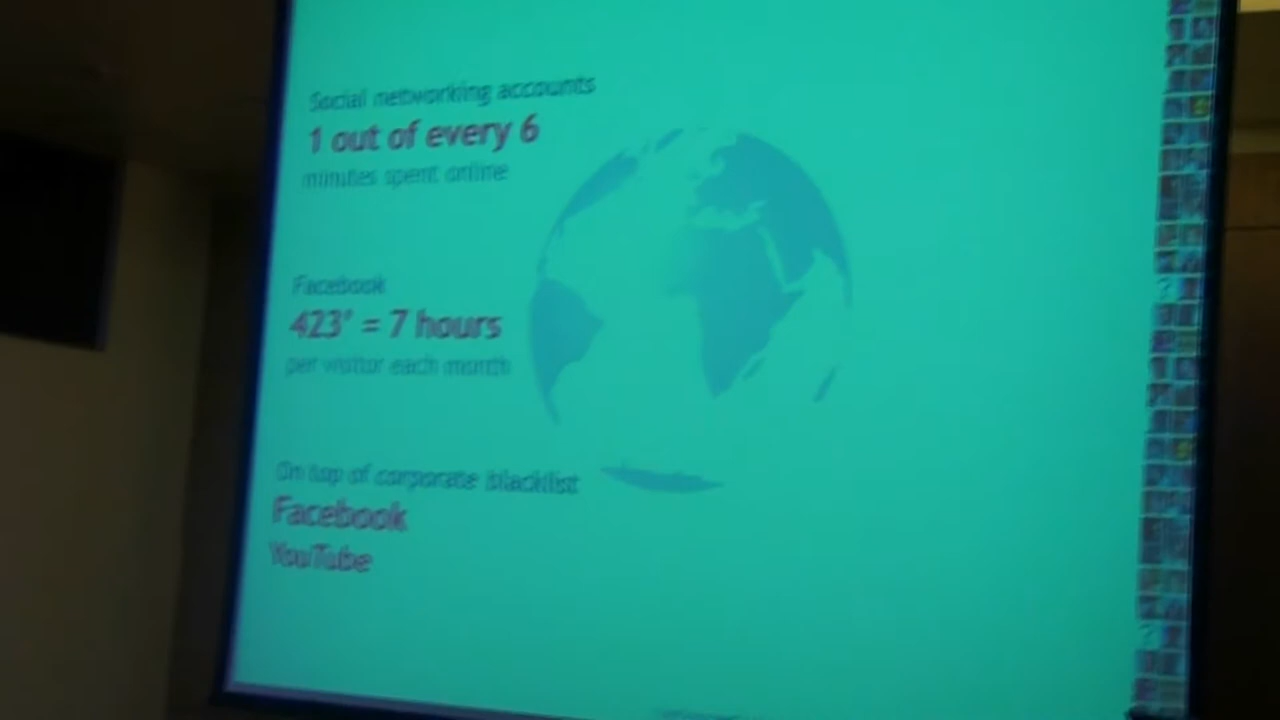 Social networking accounts
1 out of every 6
minutes spent online
Facebook
423' = 7 hours
per visitor each month
On top of corporate blacklist
Facebook
YouTube